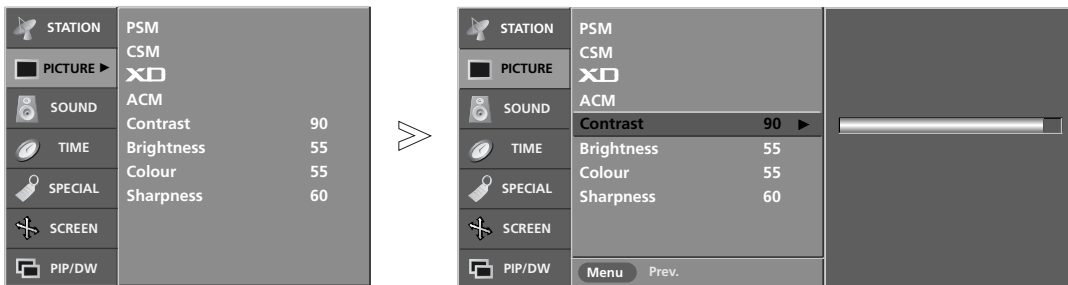 STATION
PICTURE ►
SOUND
TIME
SPECIAL
SCREEN
PIP/DW
PSM
CSM
XD
ACM
Contrast 90
Brightness 55
Colour 55
Sharpness 60
STATION
PICTURE
SOUND
TIME
SPECIAL
SCREEN
PIP/DW
PSM
CSM
XD
ACM
Contrast 90 ►
Brightness 55
Colour 55
Sharpness 60
Menu Prev.